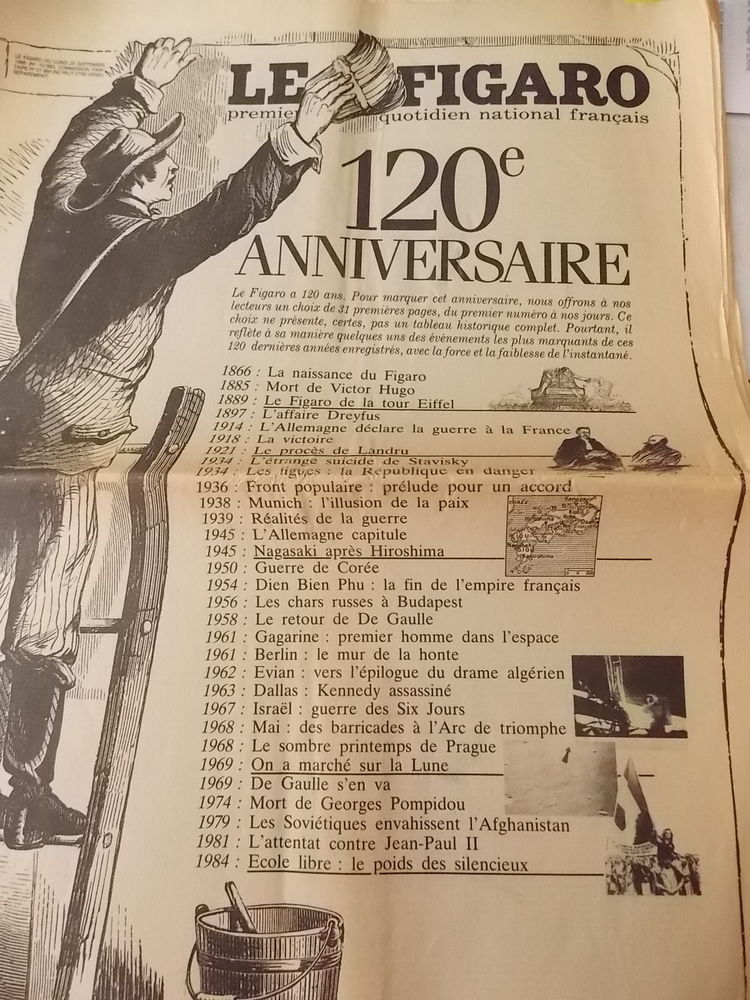 LE FIGARO DU LUNDI 22 SEPTEMBRE
LE FIGARO
premie quotidien national français
120e
ANNIVERSAIRE
Le Figaro a 120 ans. Pour marquer cet anniversaire, nous offrons à nos
lecteurs un choix de 31 premières pages, du premier numéro à nos jours. Ce
choix ne présente, certes, pas un tableau historique complet. Pourtant, il
reflète à sa manière quelques uns des événements les plus marquants de ces
120 dernières années enregistrés, avec la force et la faiblesse de l'instantané.
1866 : La naissance du Figaro
1885 : Mort de Victor Hugo
1889 : Le Figaro de la tour Eiffel
1897 : L'affaire Dreyfus
1914 : L'Allemagne déclare la guerre à la France
1918 : La victoire
1921 : Le procès de Landru
1934 : L'étrange suicide de Stavisky
1934 : Les ligues : la République en danger
1936 : Front populaire : prélude pour un accord
1938 : Munich : l'illusion de la paix
1939 : Réalités de la guerre
1945 : L'Allemagne capitule
1945 : Nagasaki après Hiroshima
1950 : Guerre de Corée
1954 : Dien Bien Phu : la fin de l'empire français
1956 : Les chars russes à Budapest
1958 : Le retour de De Gaulle
1961 : Gagarine : premier homme dans l'espace
1961 : Berlin : le mur de la honte
1962 : Evian : vers l'épilogue du drame algérien
1963 : Dallas : Kennedy assassiné
1967 : Israël : guerre des Six Jours
1968 : Mai : des barricades à l'Arc de triomphe
1968 : Le sombre printemps de Prague
1969 : On a marché sur la Lune
1969 : De Gaulle s'en va
1974 : Mort de Georges Pompidou
1979 : Les Soviétiques envahissent l'Afghanistan
1981 : L'attentat contre Jean-Paul II
1984 : Ecole libre : le poids des silencieux